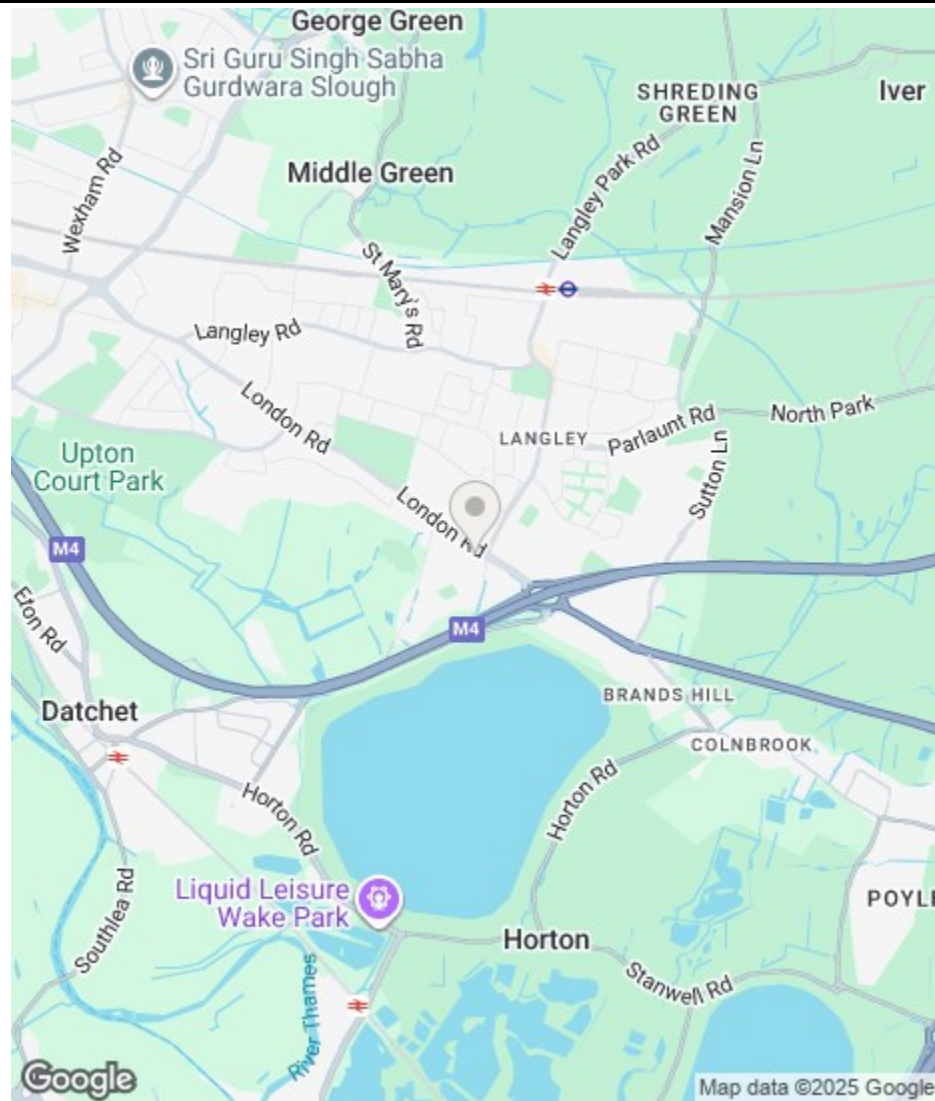 George Green
Sri Guru Singh Sabha
Gurdwara Slough
SHREDING
GREEN
Iver
Middle Green
Wexham Rd
Langley Park Rd
Mansion Ln
St Mary's Rd
Langley Rd
London Rd
North Park
Parlaunt Rd
LANGLEY
Sutton Ln
Upton
Court Park
London Rd
M4
Eton Rd
M4
BRANDS HILL
Datchet
COLNBROOK
Horton Rd
Horton Rd
Liquid Leisure
Wake Park
POYLE
Southlea Rd
Horton
Stanwell Rd
River Thames
Google
Map data ©2025 Google